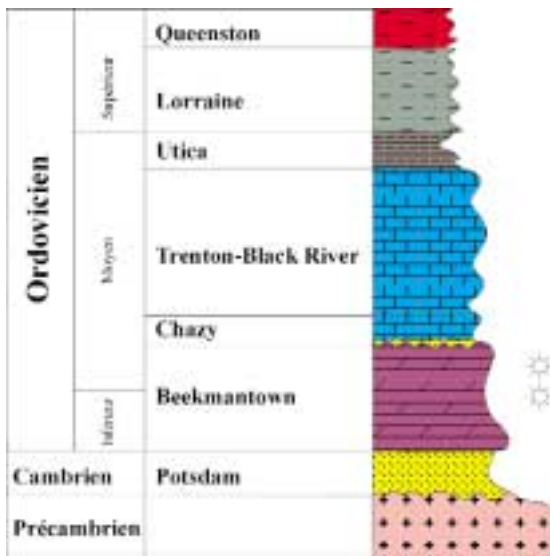 Queenston
Supérieur
Lorraine
Utica
Ordovicien
Moyen
Trenton-Black River
Chazy
Beekmantown
Inférieur
Cambrien
Potsdam
Précambrien